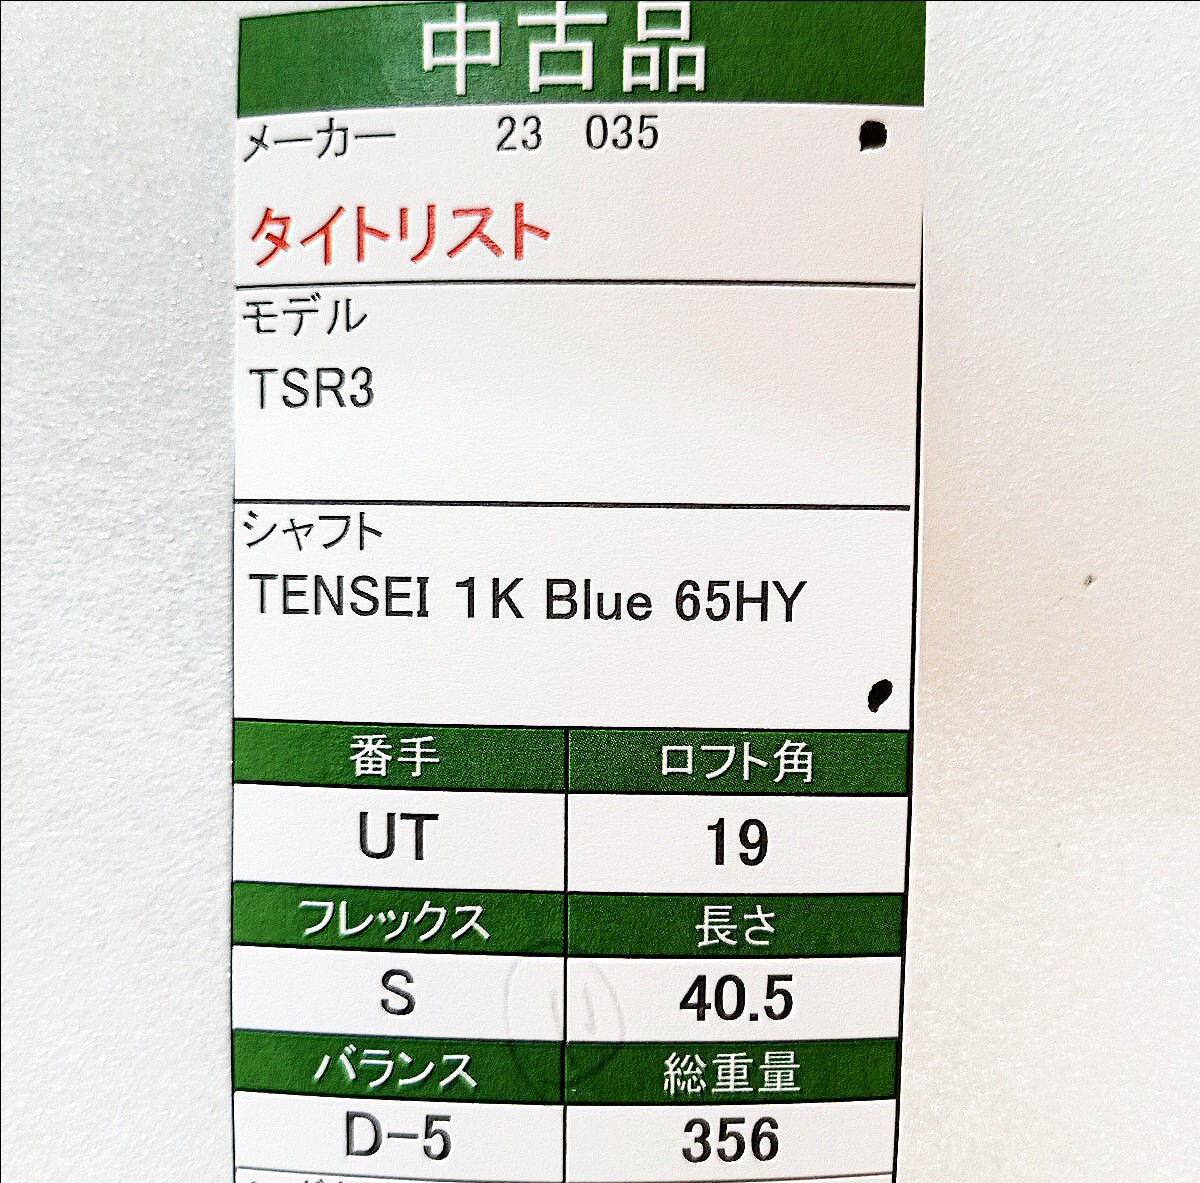 中古品
メーカー 23 035
タイトリスト
モデル
TSR3
シャフト
TENSEI 1K Blue 65HY
番手 ロフト角
UT 19
フレックス 長さ
S 40.5
バランス 総重量
D-5 356